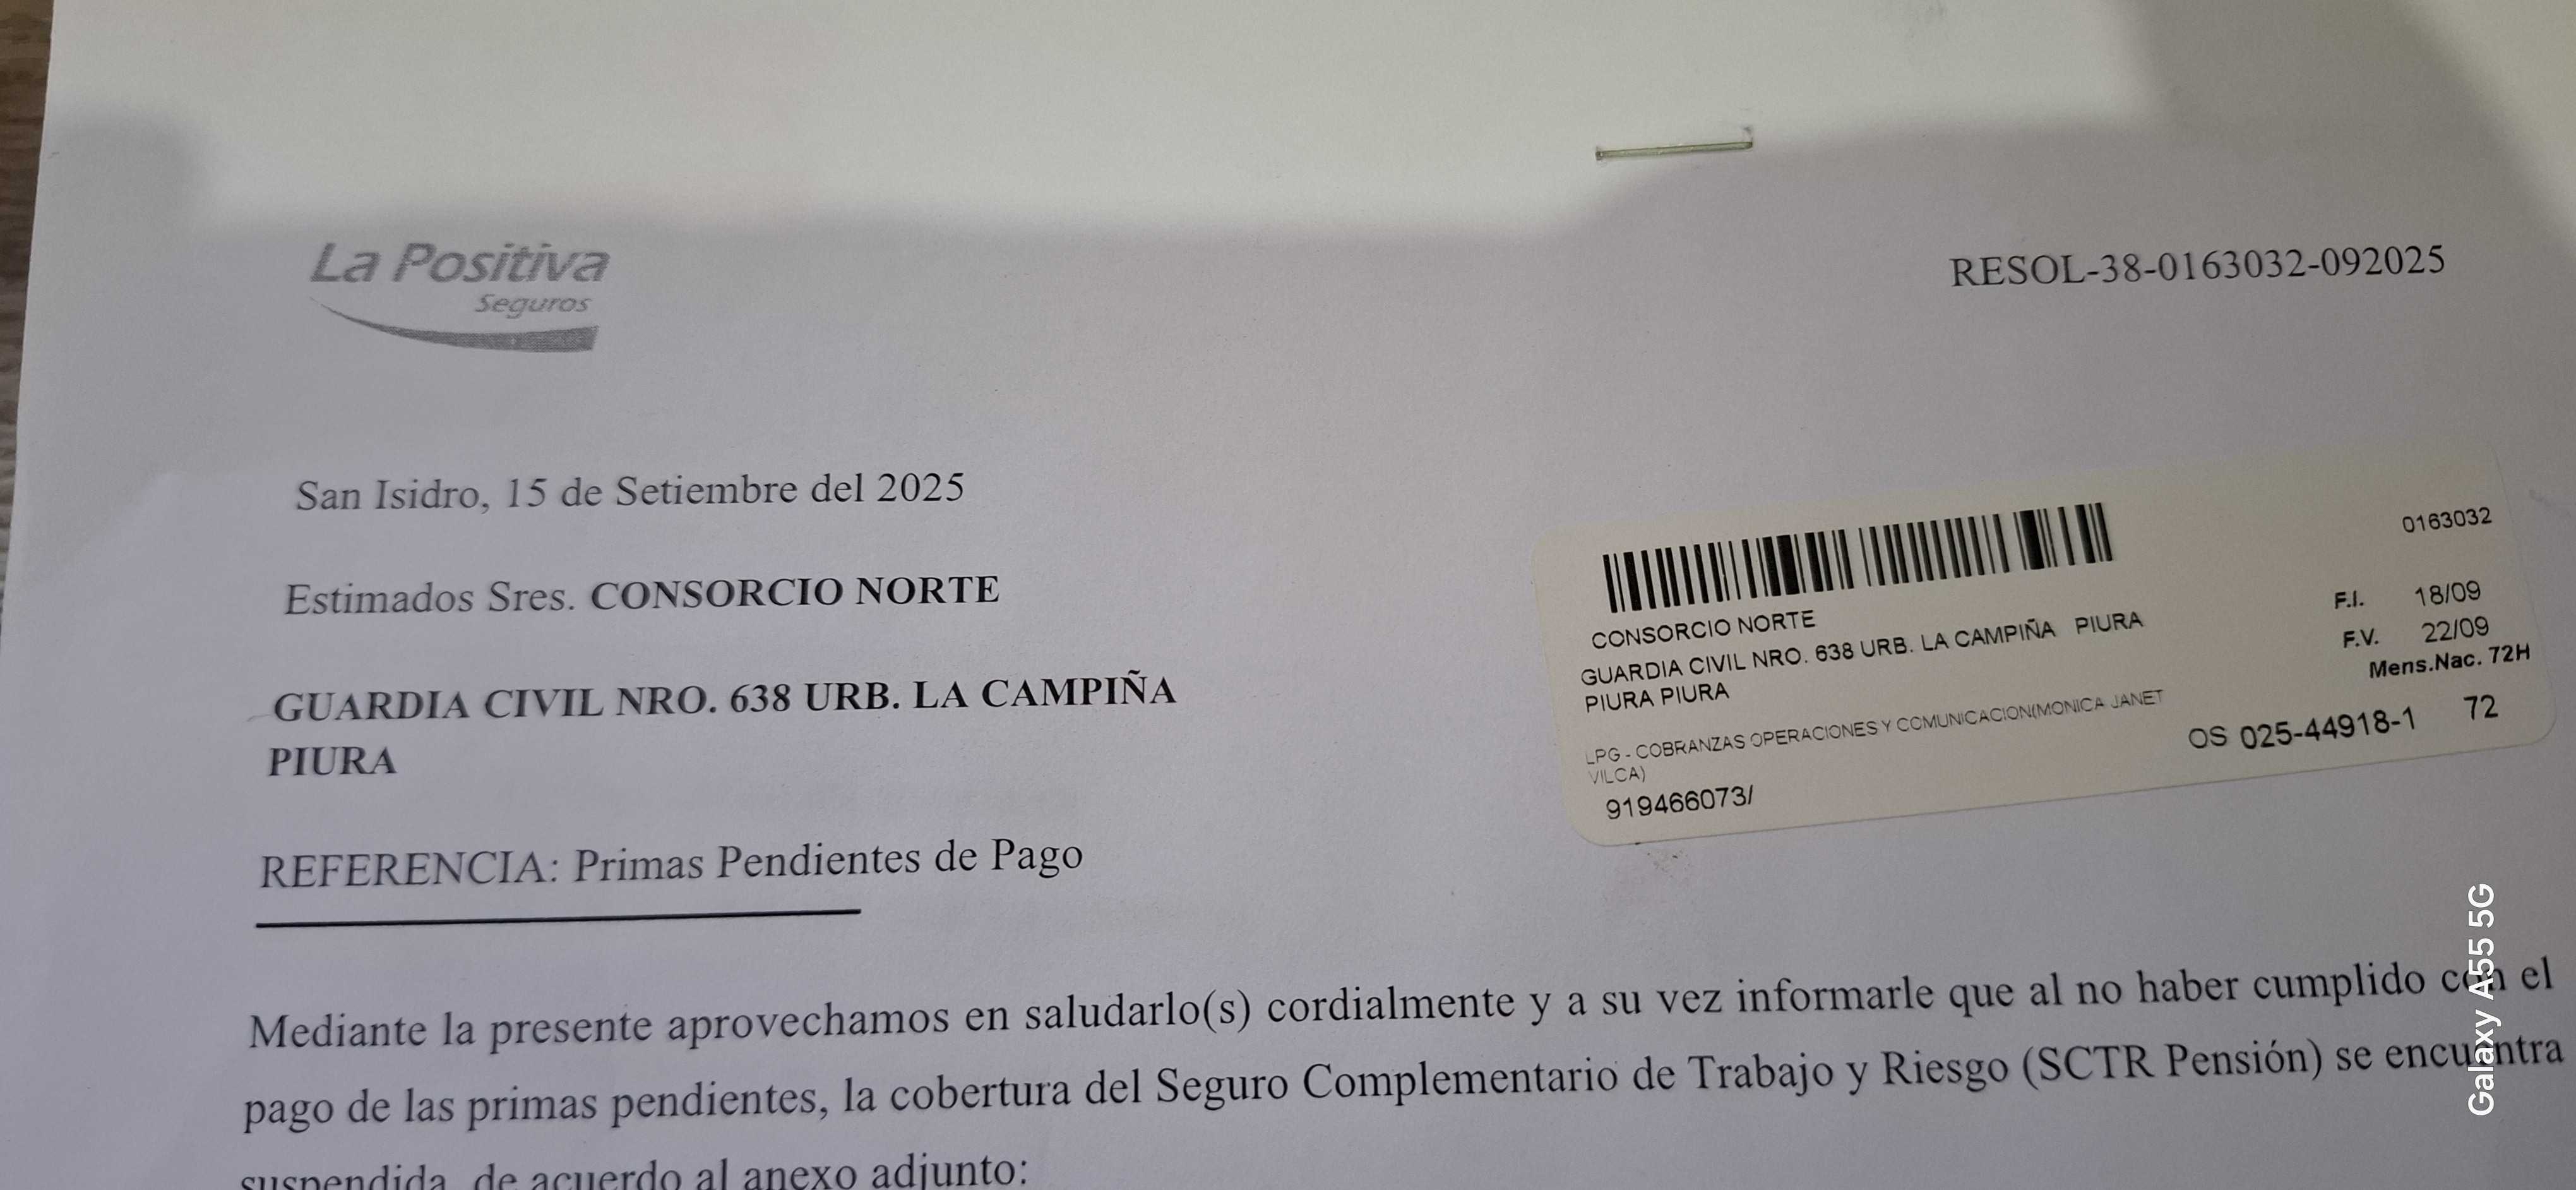 La Positiva
Seguros
RESOL-38-0163032-092025
San Isidro, 15 de Setiembre del 2025
Estimados Sres. CONSORCIO NORTE
GUARDIA CIVIL NRO. 638 URB. LA CAMPIÑA
PIURA
REFERENCIA: Primas Pendientes de Pago
0163032
CONSORCIO NORTE
GUARDIA CIVIL NRO. 638 URB. LA CAMPIÑA PIURA
PIURA PIURA
F.I. 18/09
F.V. 22/09
Mens.Nac. 72H
LPG - COBRANZAS OPERACIONES Y COMUNICACION(MONICA JANET
VILCA)
OS 025-44918-1 72
919466073/
Mediante la presente aprovechamos en saludarlo(s) cordialmente y a su vez informarle que al no haber cumplido con el
pago de las primas pendientes, la cobertura del Seguro Complementario de Trabajo y Riesgo (SCTR Pensión) se encuentra
suspendida, de acuerdo al anexo adjunto:
Galaxy A55 5G